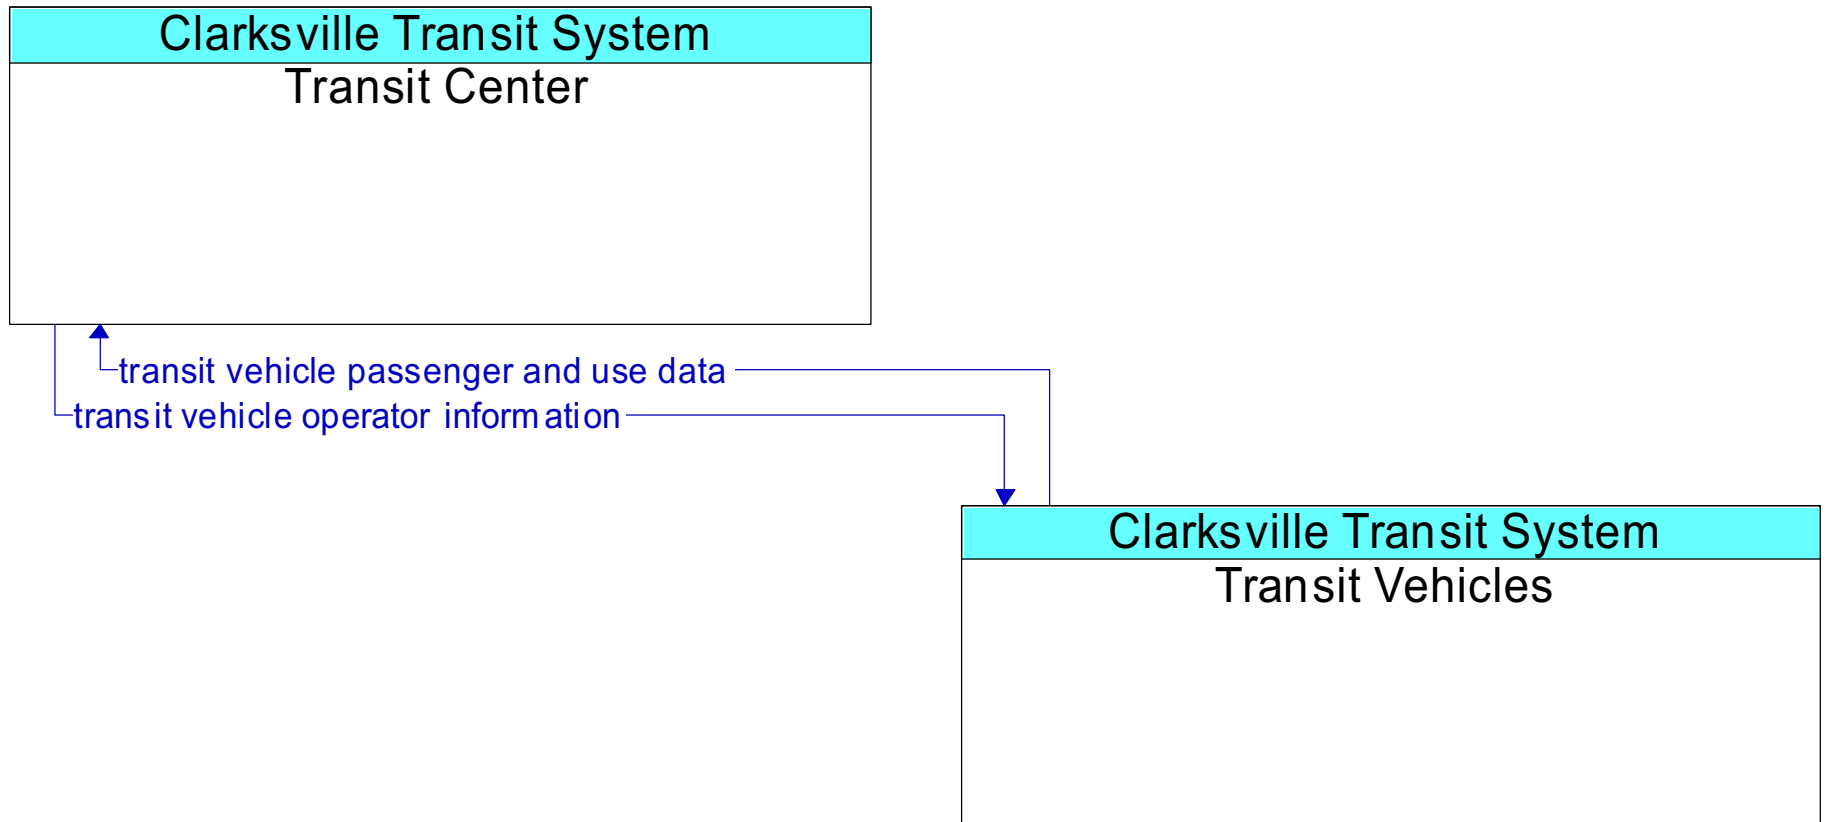 Clarksville Transit System
Transit Center
transit vehicle passenger and use data
transit vehicle operator information
Clarksville Transit System
Transit Vehicles